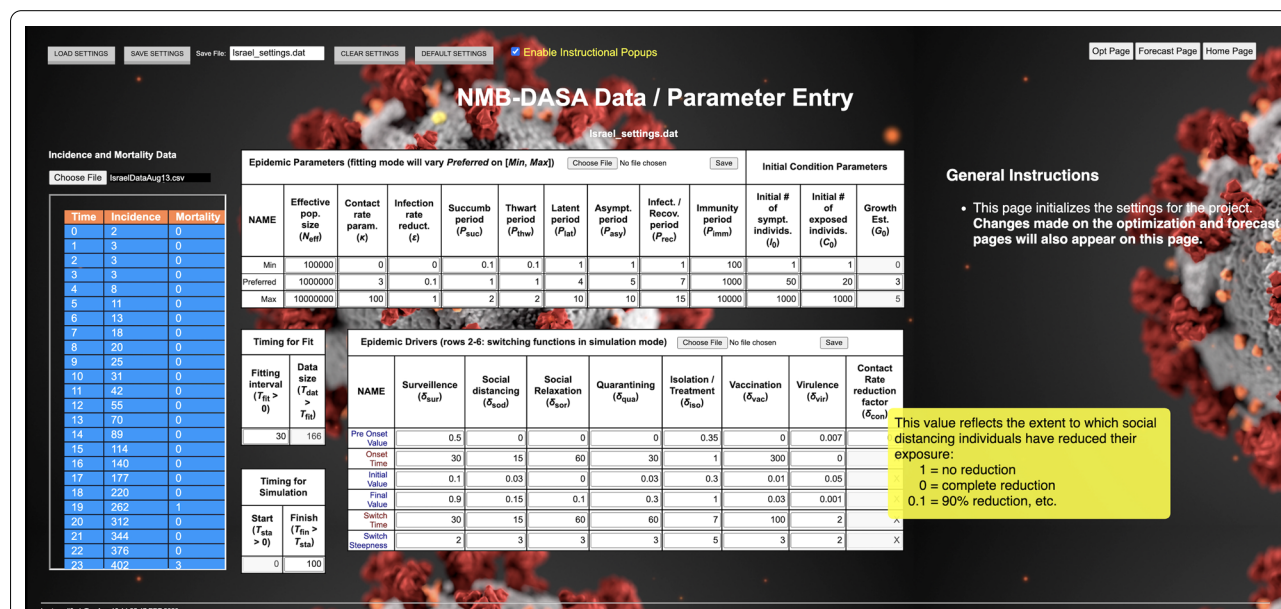 LOAD SETTINGS SAVE SETTINGS Save File: Israel_settings.dat CLEAR SETTINGS DEFAULT SETTINGS Enable Instructional Popups Opt Page Forecast Page Home Page
NMB-DASA Data / Parameter Entry
Israel_settings.dat
Incidence and Mortality Data
Choose File IsraelDataAug13.csv
Time Incidence Mortality
0 2 0
1 3 0
2 3 0
3 3 0
4 8 0
5 11 0
6 13 0
7 18 0
8 20 0
9 25 0
10 31 0
11 42 0
12 55 0
13 70 0
14 89 0
15 114 0
16 140 0
17 177 0
18 220 0
19 262 1
20 312 0
21 344 0
22 376 0
23 402 3
Epidemic Parameters (fitting mode will vary Preferred on [Min, Max]) Choose File No file chosen Save Initial Condition Parameters
NAME Effective pop. size (Neff) Contact rate param. (κ) Infection rate reduct. (ε) Succumb period (Psuc) Thwart period (Pthw) Latent period (Plat) Asympt. period (Pasy) Infect. / Recov. period (Prec) Immunity period (Pimm) Initial # of sympt. individs. (I0) Initial # of exposed individs. (C0) Growth Est. (G0)
Min 100000 0 0 0.1 0.1 1 1 1 100 1 1 0
Preferred 1000000 3 0.1 1 1 4 5 7 1000 50 20 3
Max 10000000 100 1 2 2 10 10 15 10000 1000 1000 5
Timing for Fit
Fitting interval (Tfit > 0) Data size (Tdat > Tfit)
30 166
Timing for Simulation
Start (Tsta > 0) Finish (Tfin > Tsta)
0 100
Epidemic Drivers (rows 2-6: switching functions in simulation mode) Choose File No file chosen Save
NAME Surveillence (δsur) Social distancing (δsod) Social Relaxation (δsor) Quarantining (δqua) Isolation / Treatment (δiso) Vaccination (δvac) Virulence (δvir) Contact Rate reduction factor (δcon)
Pre Onset Value 0.5 0 0 0 0.35 0 0.007
Onset Time 30 15 60 30 1 300 0
Initial Value 0.1 0.03 0 0.03 0.3 0.01 0.05
Final Value 0.9 0.15 0.1 0.3 1 0.03 0.001
Switch Time 30 15 60 60 7 100 2 X
Switch Steepness 2 3 3 3 5 3 2 X
General Instructions
• This page initializes the settings for the project.
Changes made on the optimization and forecast
pages will also appear on this page.
This value reflects the extent to which social
distancing individuals have reduced their
exposure:
1 = no reduction
0 = complete reduction
0.1 = 90% reduction, etc.